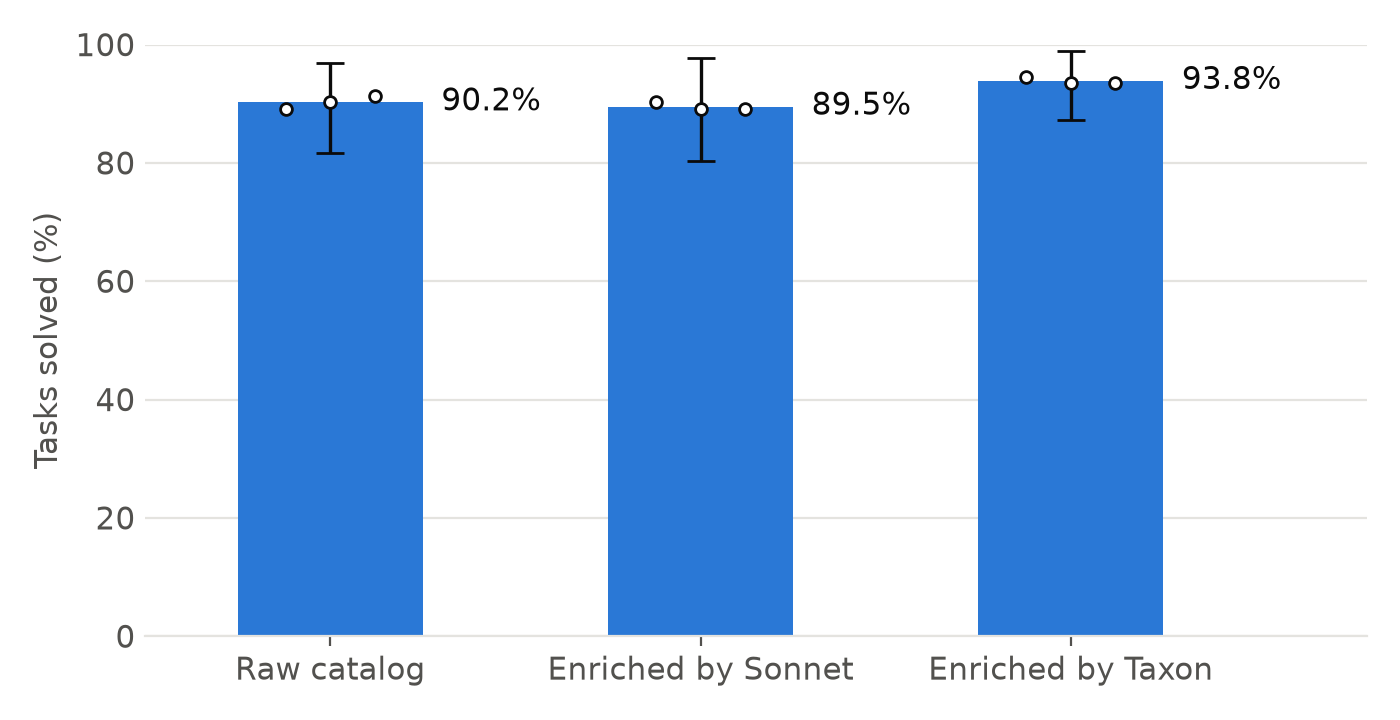 Tasks solved (%)
100
80
60
40
20
0
90.2%
89.5%
93.8%
Raw catalog
Enriched by Sonnet
Enriched by Taxon